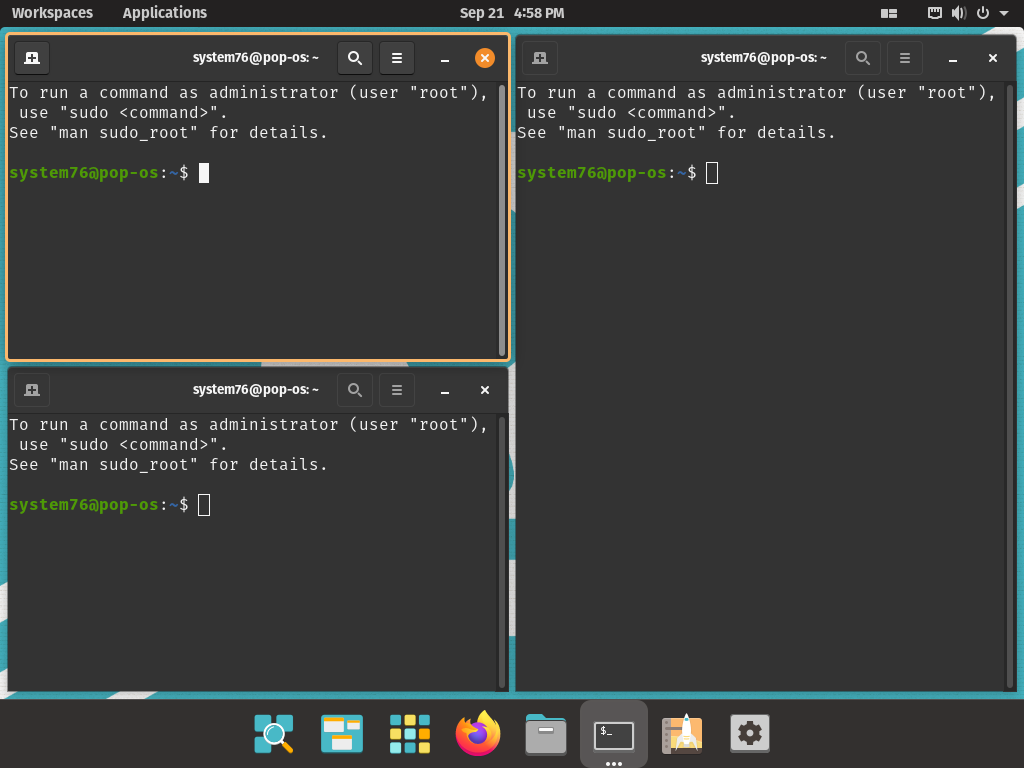 Workspaces Applications Sep 21 4:58 PM
system76@pop-os: ~
To run a command as administrator (user "root"),
use "sudo <command>".
See "man sudo_root" for details.
system76@pop-os:~$
system76@pop-os: ~
To run a command as administrator (user "root"),
use "sudo <command>".
See "man sudo_root" for details.
system76@pop-os:~$
system76@pop-os: ~
To run a command as administrator (user "root"),
use "sudo <command>".
See "man sudo_root" for details.
system76@pop-os:~$
$_